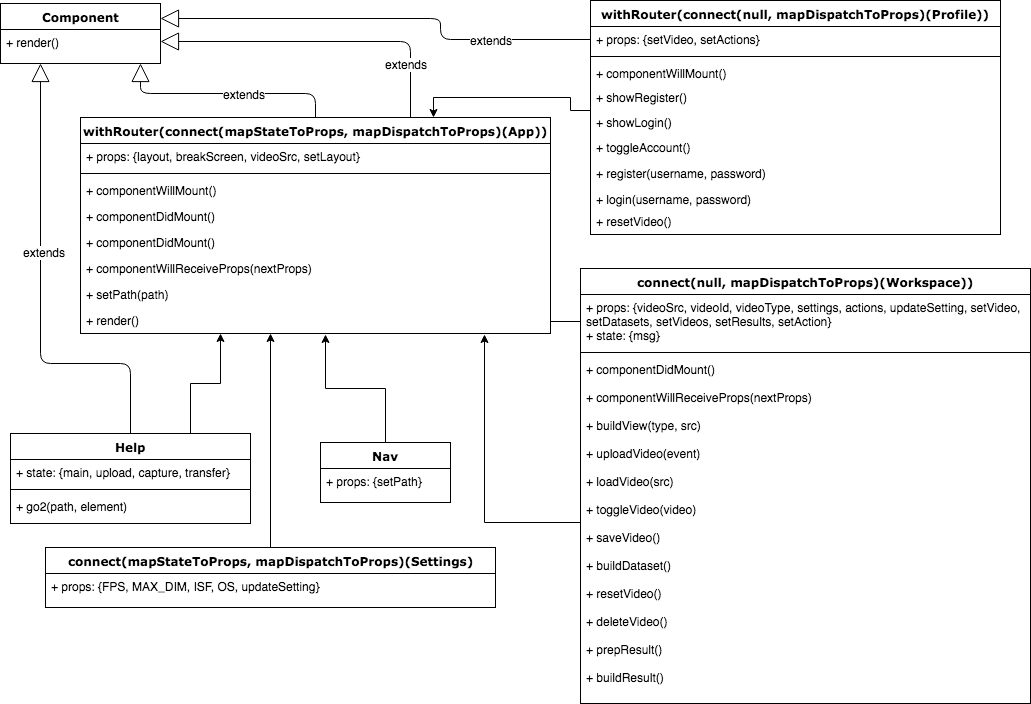 Component
+ render()
extends
extends
extends
extends
withRouter(connect(null, mapDispatchToProps)(Profile))
+ props: {setVideo, setActions}
+ componentWillMount()
+ showRegister()
+ showLogin()
+ toggleAccount()
+ register(username, password)
+ login(username, password)
+ resetVideo()
withRouter(connect(mapStateToProps, mapDispatchToProps)(App))
+ props: {layout, breakScreen, videoSrc, setLayout}
+ componentWillMount()
+ componentDidMount()
+ componentDidMount()
+ componentWillReceiveProps(nextProps)
+ setPath(path)
+ render()
connect(null, mapDispatchToProps)(Workspace))
+ props: {videoSrc, videoId, videoType, settings, actions, updateSetting, setVideo,
setDatasets, setVideos, setResults, setAction}
+ state: {msg}
+ componentDidMount()
+ componentWillReceiveProps(nextProps)
+ buildView(type, src)
+ uploadVideo(event)
+ loadVideo(src)
+ toggleVideo(video)
+ saveVideo()
+ buildDataset()
+ resetVideo()
+ deleteVideo()
+ prepResult()
+ buildResult()
Help
+ state: {main, upload, capture, transfer}
+ go2(path, element)
Nav
+ props: {setPath}
connect(mapStateToProps, mapDispatchToProps)(Settings)
+ props: {FPS, MAX_DIM, ISF, OS, updateSetting}